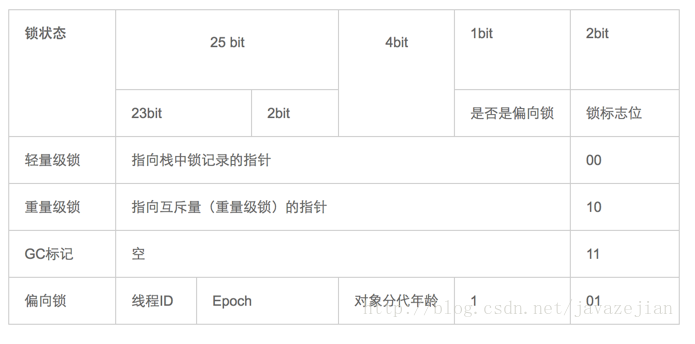 锁状态 25 bit 4bit 1bit 2bit
23bit 2bit 是否是偏向锁 锁标志位
轻量级锁 指向栈中锁记录的指针 00
重量级锁 指向互斥量（重量级锁）的指针 10
GC标记 空 11
偏向锁 线程ID Epoch 对象分代年龄 1 01
http://blog.csdn.net/javazejian